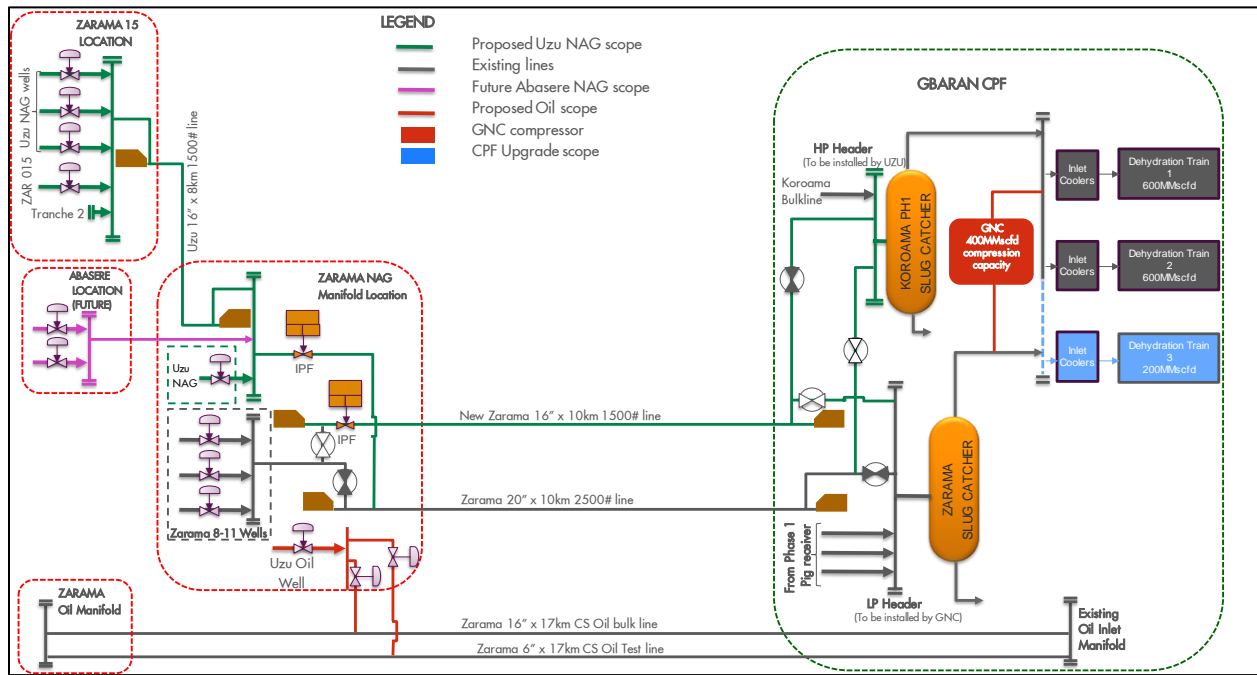 ZARAMA 15
LOCATION
Uzu NAG wells
ZAR 015
Tranche 2
Uzu 16" x 8km 1500# line
LEGEND
Proposed Uzu NAG scope
Existing lines
Future Abasere NAG scope
Proposed Oil scope
GNC compressor
CPF Upgrade scope
GBARAN CPF
HP Header
(To be installed by UZU)
Koroama
Bulkline
KOROAMA PH1
SLUG CATCHER
GNC
400MMscfd
compression
capacity
Inlet
Coolers
Dehydration Train
1
600MMscfd
Inlet
Coolers
Dehydration Train
2
600MMscfd
Inlet
Coolers
Dehydration Train
3
200MMscfd
ABASERE
LOCATION
(FUTURE)
ZARAMA NAG
Manifold Location
Uzu
NAG
IPF
IPF
New Zarama 16" x 10km 1500# line
Zarama 20" x 10km 2500# line
Zarama 8-11 Wells
Uzu Oil
Well
ZARAMA
SLUG CATCHER
From Phase 1
Pig receiver
LP Header
(To be installed by GNC)
ZARAMA
Oil Manifold
Zarama 16" x 17km CS Oil bulk line
Zarama 6" x 17km CS Oil Test line
Existing
Oil Inlet
Manifold